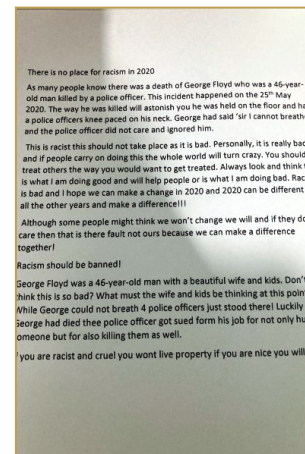 There is no place for racism in 2020
As many people know there was a death of George Floyd who was a 46-year-
old man killed by a police officer. This incident happened on the 25th May
2020. The way he was killed will astonish you he was held on the floor and
a police officers knee paced on his neck. George had said 'sir I cannot breath
and the police officer did not care and ignored him.
This is racist this should not take place as it is bad. Personally, it is really bad
and if people carry on doing this the whole world will turn crazy. You should
treat others the way you would want to get treated. Always look and think
is what I am doing good and will help people or is what I am doing bad.
is bad and I hope we can make a change in 2020 and 2020 can be different
all the other years and make a difference!!!
Although some people might think we won't change we will and if they
care then that is there fault not ours because we can make a difference
together!
Racism should be banned!
George Floyd was a 46-year-old man with a beautiful wife and kids. Don't
think this is so bad? What must the wife and kids be thinking at this
While George could not breath 4 police officers just stood there! Luckily
George had died thee police officer got sued form his job for not only
omeone but for also killing them as well.
you are racist and cruel you wont live property if you are nice you will